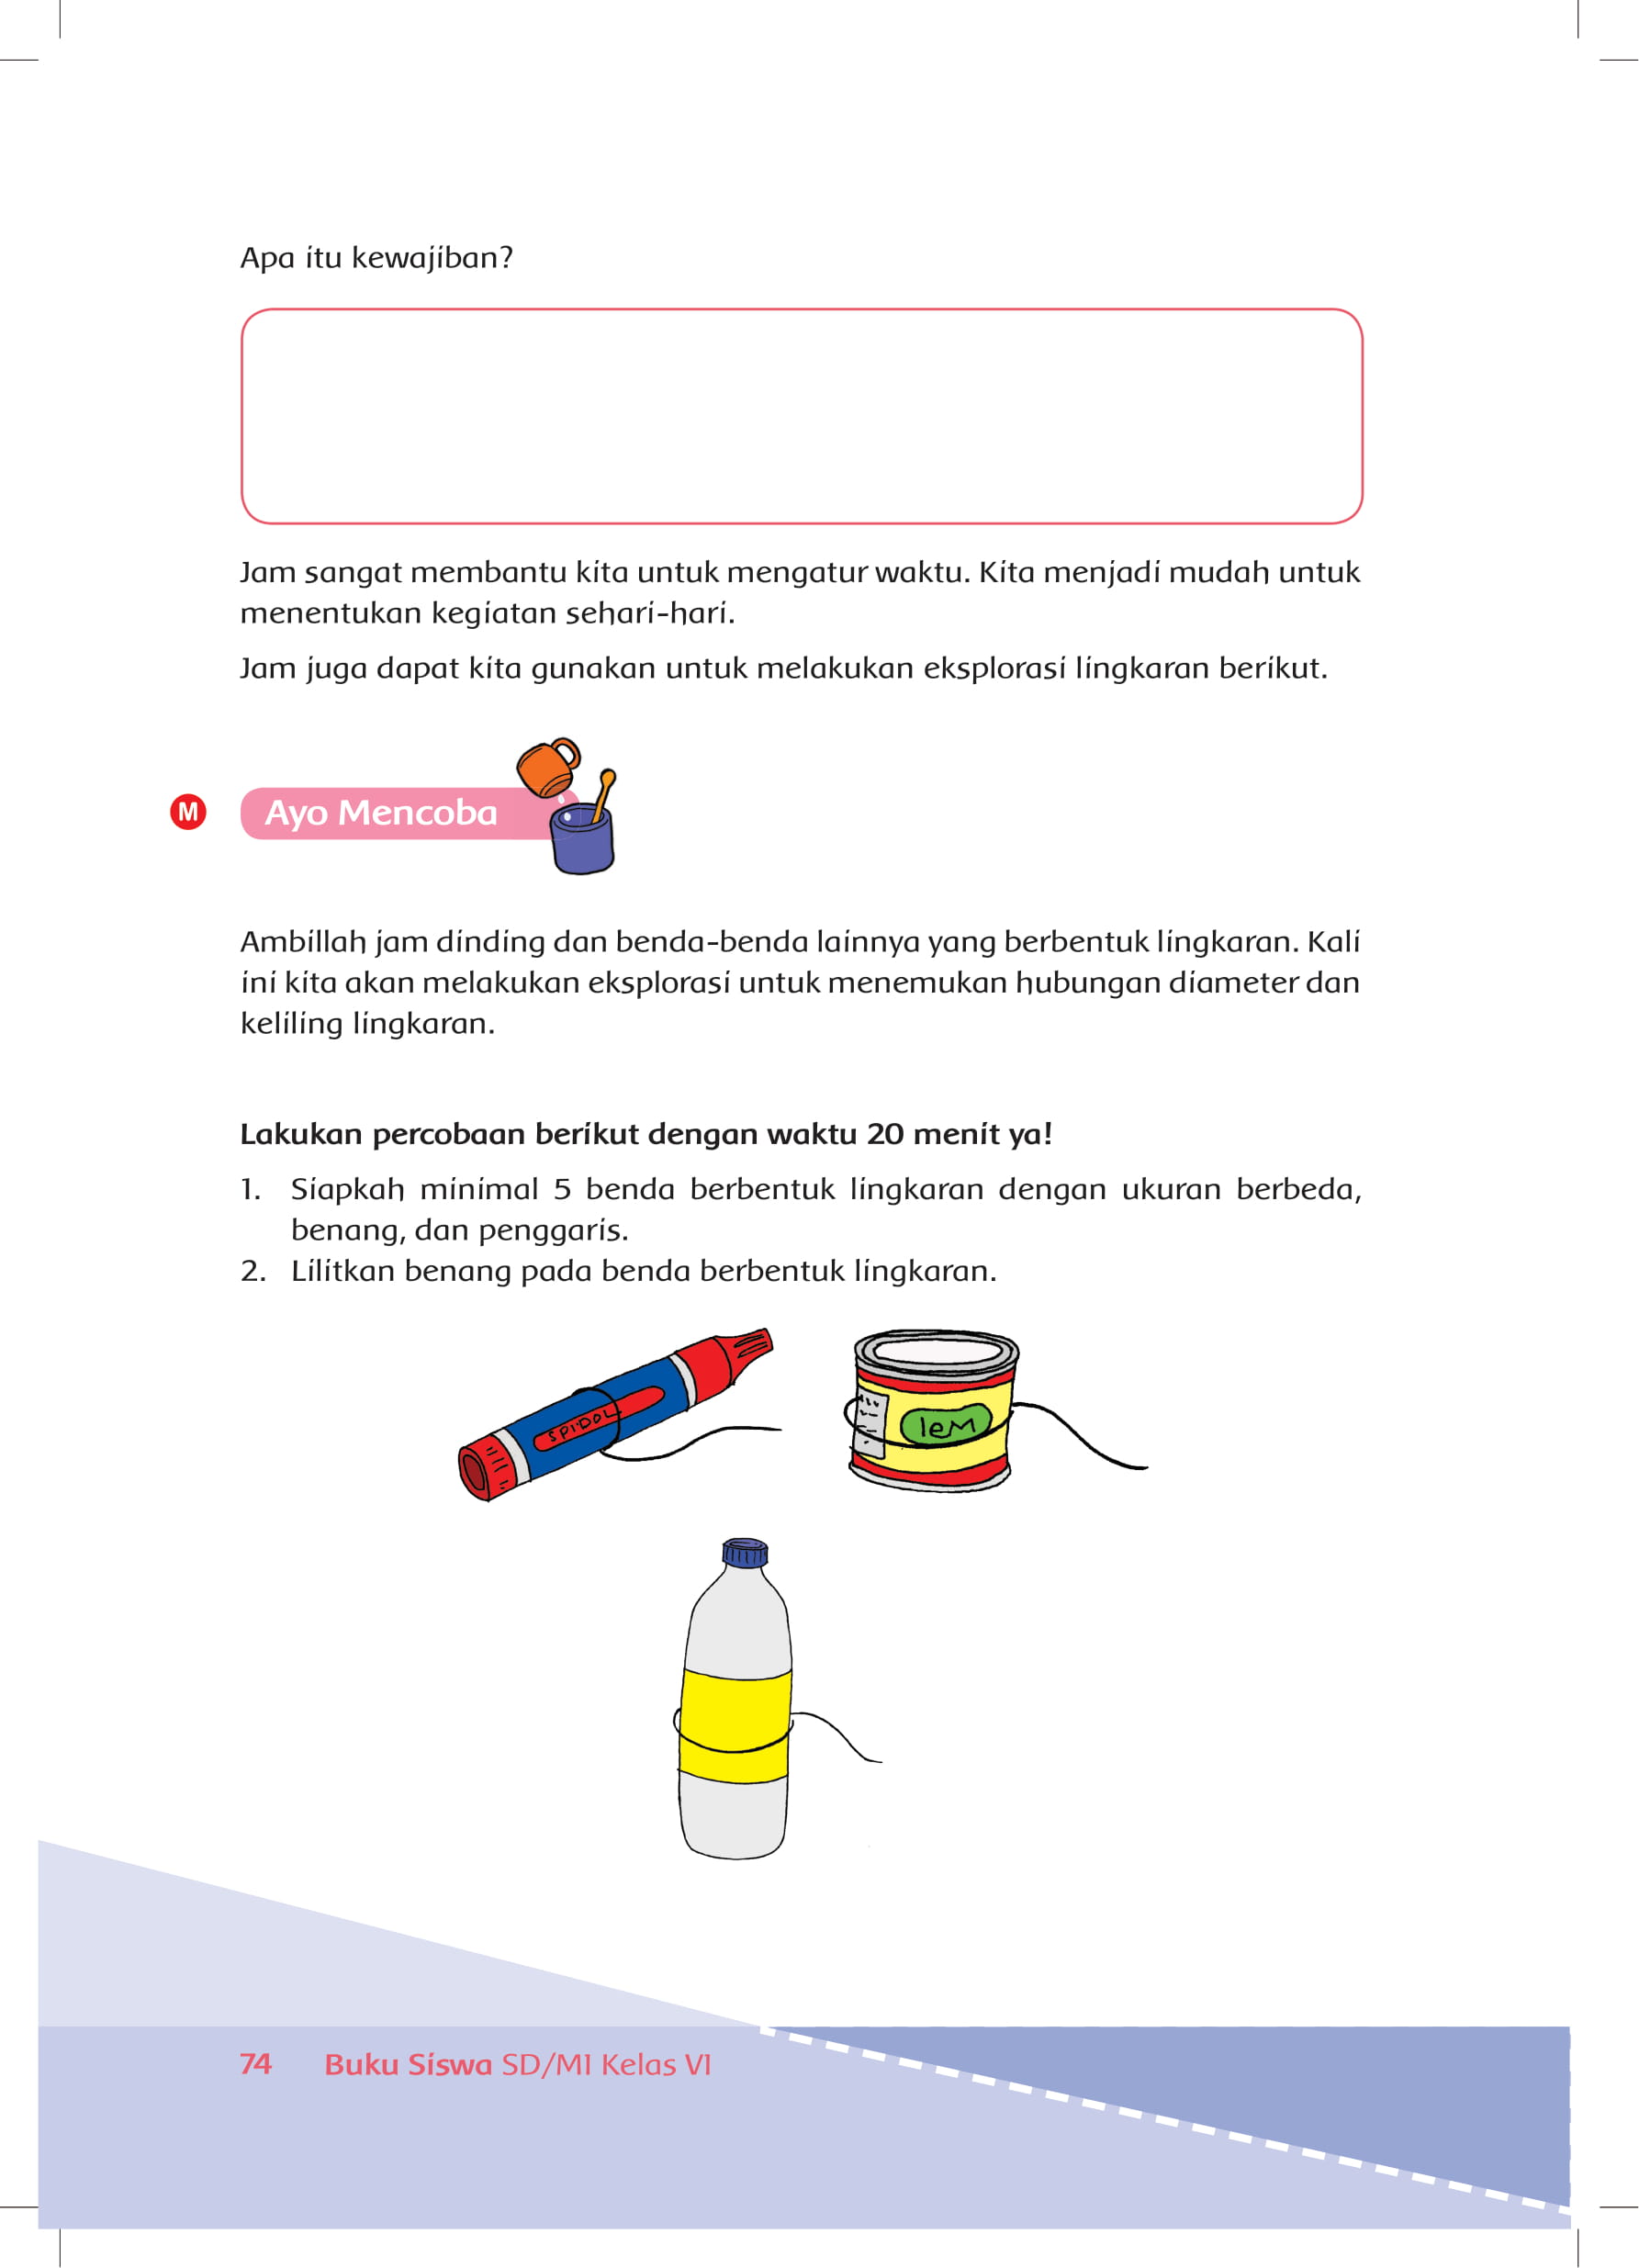 Apa itu kewajiban?
Jam sangat membantu kita untuk mengatur waktu. Kita menjadi mudah untuk
menentukan kegiatan sehari-hari.
Jam juga dapat kita gunakan untuk melakukan eksplorasi lingkaran berikut.
M Ayo Mencoba
Ambillah jam dinding dan benda-benda lainnya yang berbentuk lingkaran. Kali
ini kita akan melakukan eksplorasi untuk menemukan hubungan diameter dan
keliling lingkaran.
Lakukan percobaan berikut dengan waktu 20 menit ya!
1. Siapkah minimal 5 benda berbentuk lingkaran dengan ukuran berbeda,
benang, dan penggaris.
2. Lilitkan benang pada benda berbentuk lingkaran.
SPIDOL
leM
74 Buku Siswa SD/MI Kelas VI